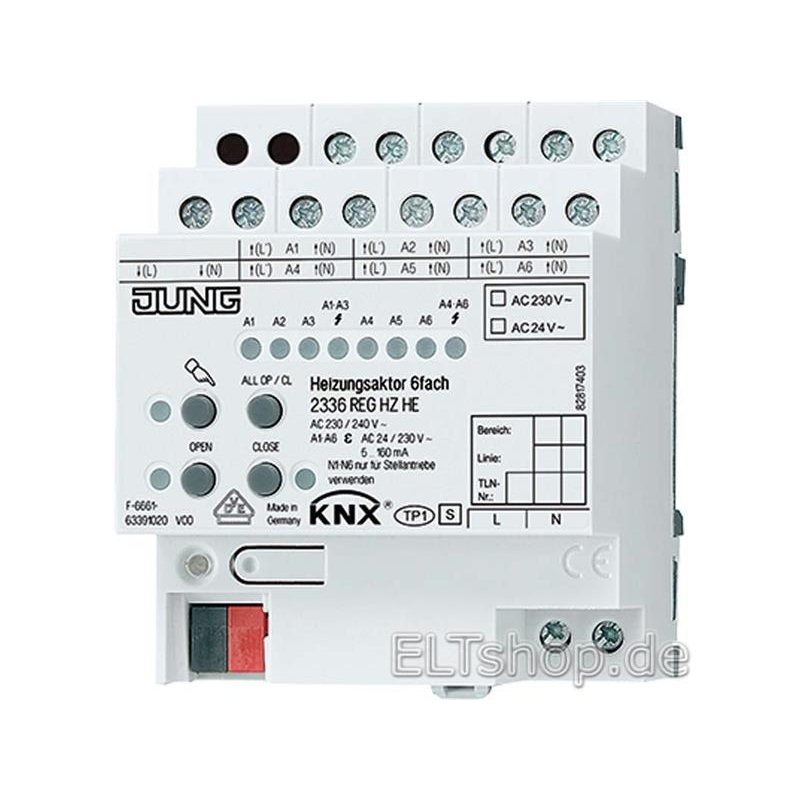 ↑(L') A1 ↑(N) ↑(L') A2 ↑(N) ↑(L') A3 ↑(N)
↓(L) ↓(N) ↑(L') A4 ↑(N) ↑(L') A5 ↑(N) ↑(L') A6 ↑(N)
JUNG
A1-A3 A4-A6
A1 A2 A3 A4 A5 A6
AC 230 V ~
AC 24 V ~
82817403
ALL OP / CL
OPEN CLOSE
Heizungsaktor 6fach
2336 REG HZ HE
AC 230 / 240 V ~
A1-A6 ε AC 24 / 230 V ~
5 .. 160 mA
N1-N6 nur für Stellantriebe
verwenden
Bereich:
Linie:
TLN-
Nr.:
F-6661-
63391020 V00
VDE
Made in
Germany
KNX®
TP1 S
L N
CE
ELTshop.de